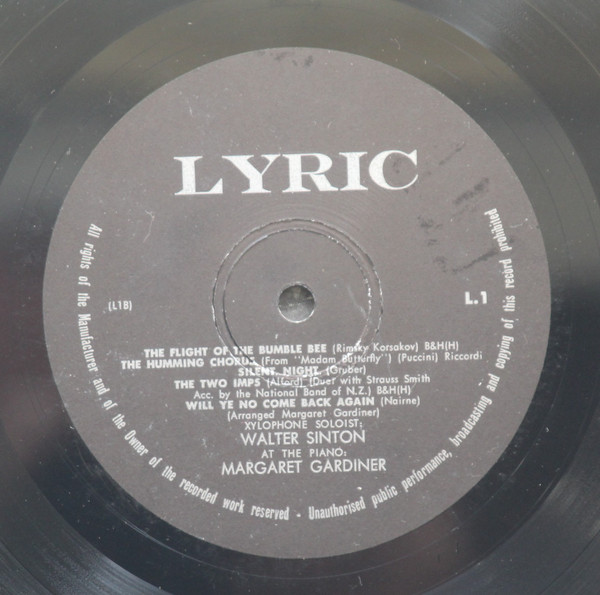 LYRIC
(L1B)
L.1
THE FLIGHT OF THE BUMBLE BEE (Rimsky Korsakov) B&H(H)
THE HUMMING CHORUS (From "Madam Butterfly") (Puccini) Riccordi
SILENT NIGHT (Gruber)
THE TWO IMPS (Alford) (Duet with Strauss Smith
Acc. by the National Band of N.Z.) B&H(H)
WILL YE NO COME BACK AGAIN (Nairne)
(Arranged Margaret Gardiner)
XYLOPHONE SOLOIST:
WALTER SINTON
AT THE PIANO:
MARGARET GARDINER
All rights of the Manufacturer and of the Owner of the recorded work reserved - Unauthorised public performance, broadcasting and copying of this record prohibited